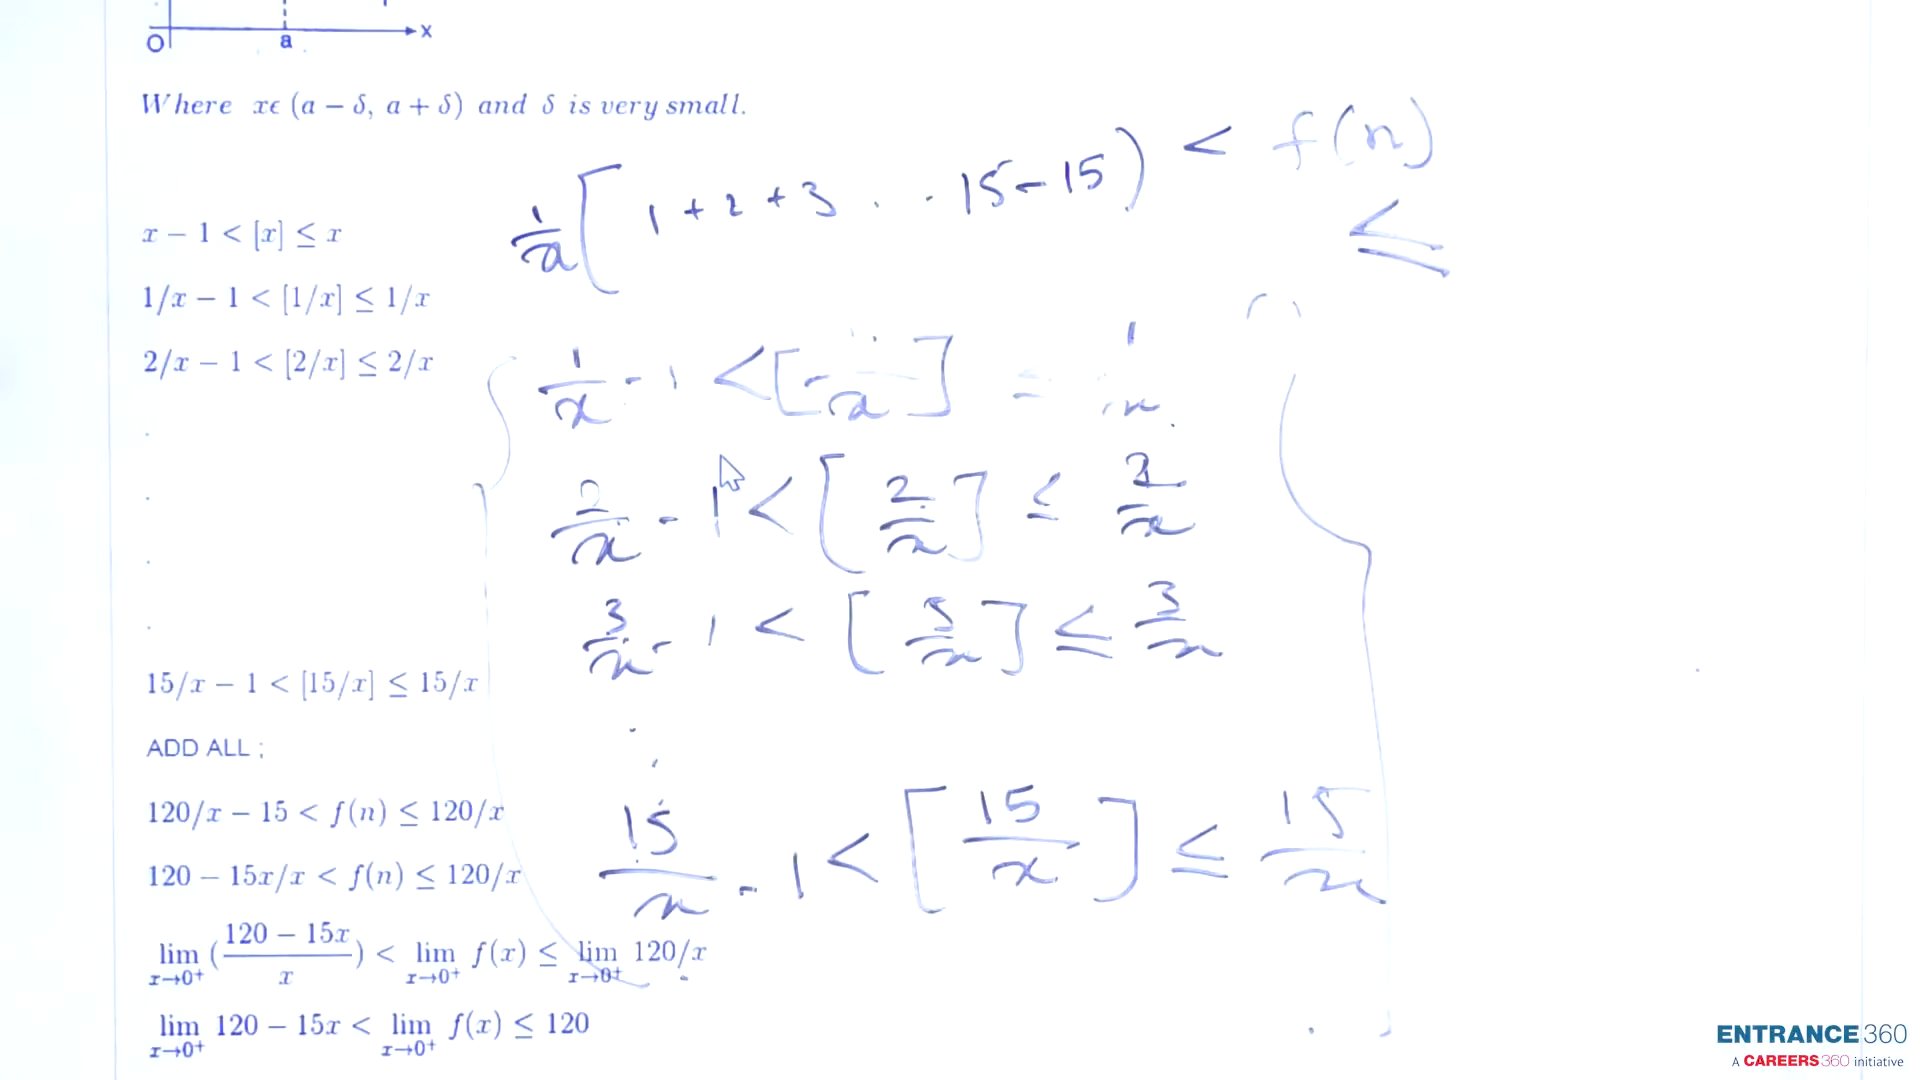 O a x
Where xϵ (a − δ, a + δ) and δ is very small.
1/x [ 1 + 2 + 3 . . 15 - 15 ) < f(n)
≤
x − 1 < [x] ≤ x
1/x − 1 < [1/x] ≤ 1/x
2/x − 1 < [2/x] ≤ 2/x
.
.
.
.
1/x - 1 < [ /x ] = 1/x
2/x - 1 < [ 2/x ] ≤ 2/x
3/x - 1 < [ 3/x ] ≤ 3/x
15/x − 1 < [15/x] ≤ 15/x
15/x - 1 < [ 15/x ] ≤ 15/x
ADD ALL ;
120/x − 15 < f(n) ≤ 120/x
120 − 15x/x < f(n) ≤ 120/x
lim x→0⁺ (120 − 15x / x) < lim x→0⁺ f(x) ≤ lim x→0⁺ 120/x
lim x→0⁺ 120 − 15x < lim x→0⁺ f(x) ≤ 120
ENTRANCE 360
A CAREERS360 initiative